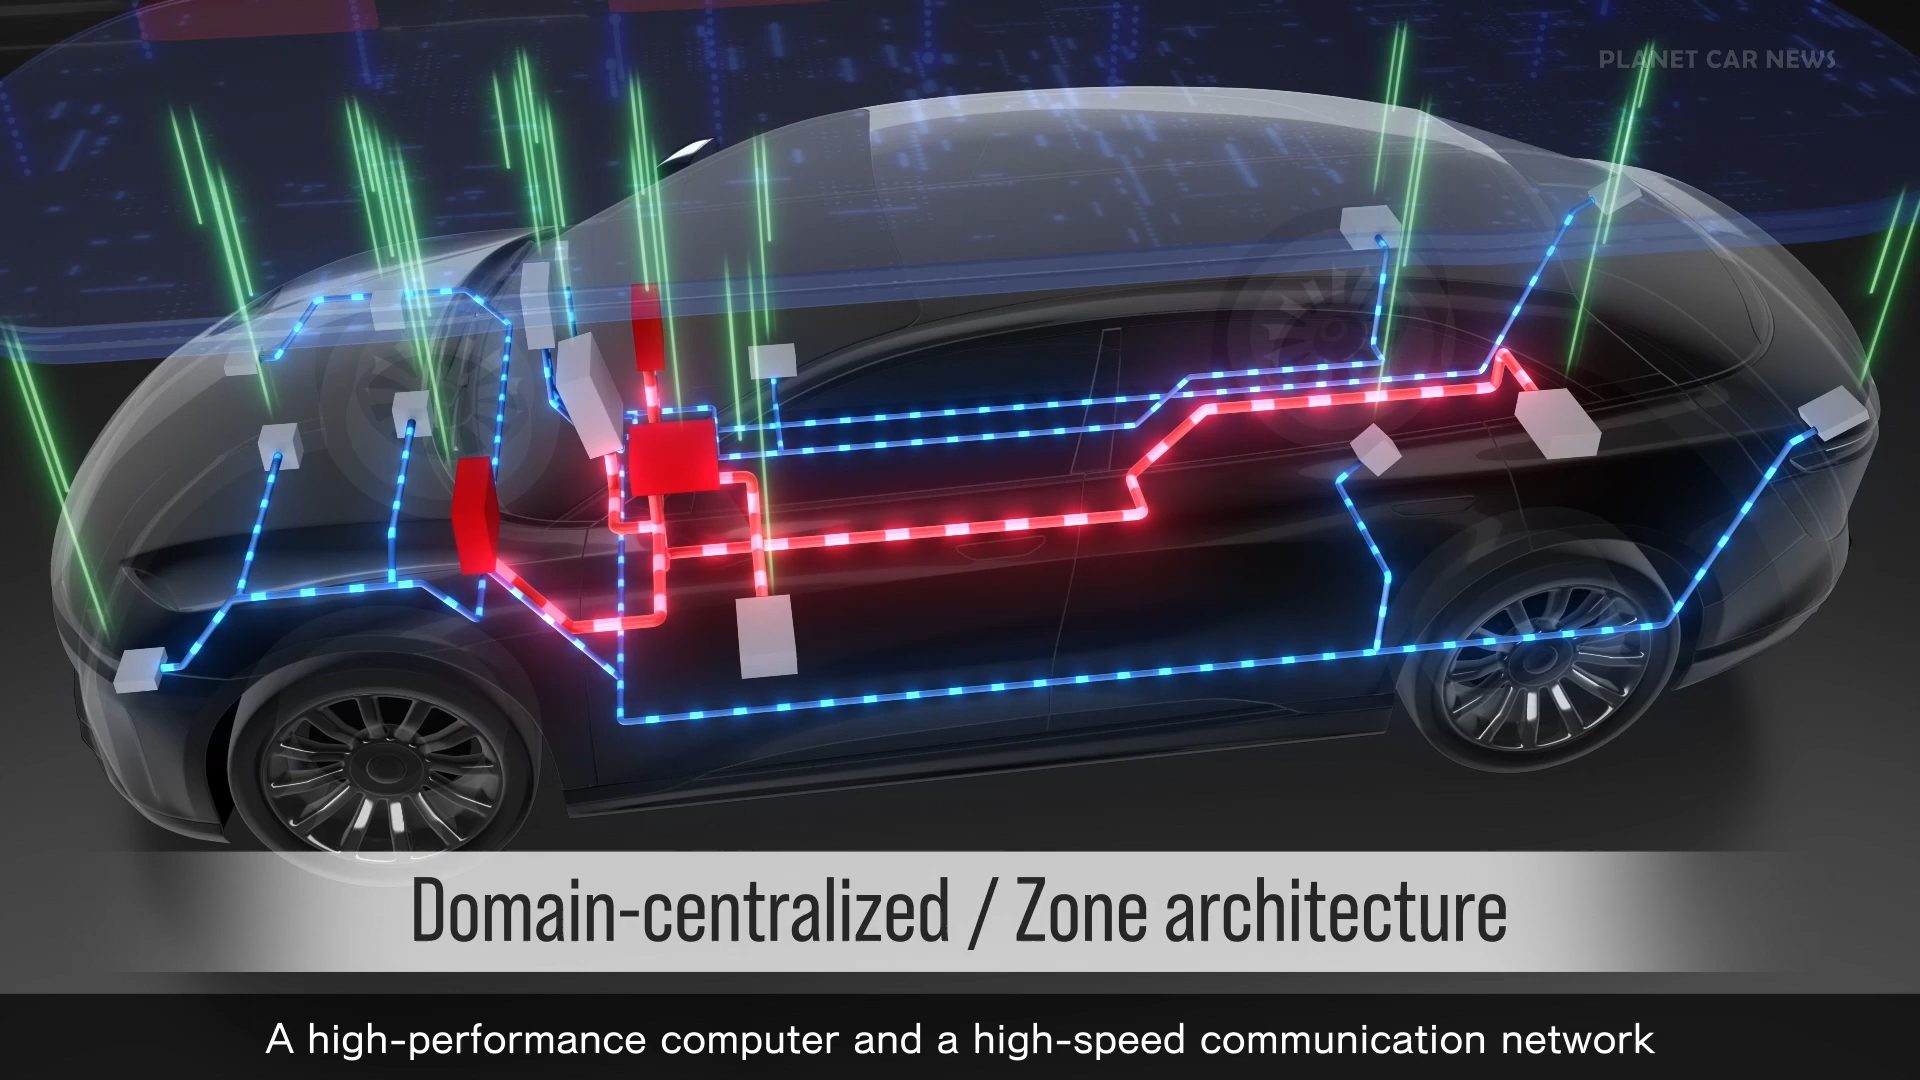 PLANET CAR NEWS
Domain-centralized / Zone architecture
A high-performance computer and a high-speed communication network